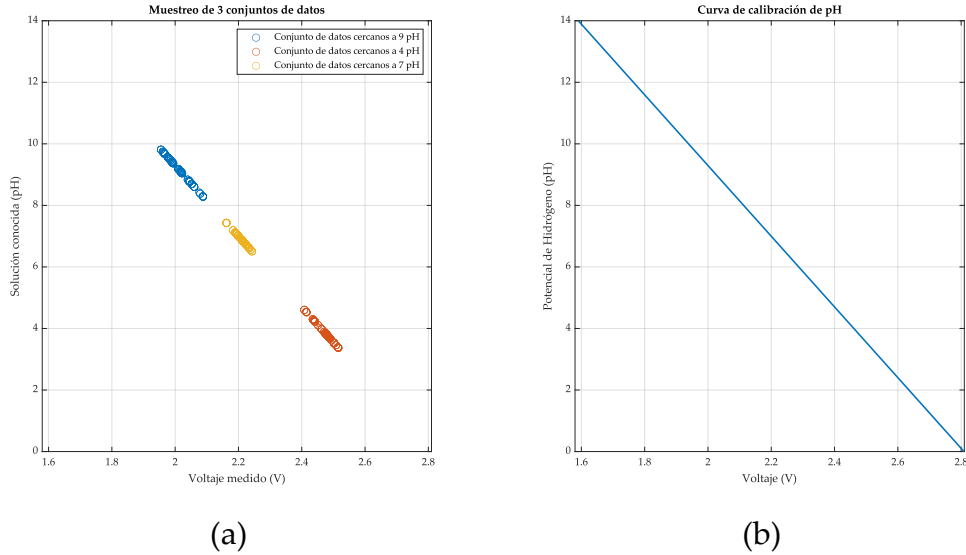 Muestreo de 3 conjuntos de datos
Conjunto de datos cercanos a 9 pH
Conjunto de datos cercanos a 4 pH
Conjunto de datos cercanos a 7 pH
14
12
10
8
6
4
2
0
Solución conocida (pH)
1.6 1.8 2 2.2 2.4 2.6 2.8
Voltaje medido (V)
(a)
Curva de calibración de pH
14
12
10
8
6
4
2
0
Potencial de Hidrógeno (pH)
1.6 1.8 2 2.2 2.4 2.6 2.8
Voltaje (V)
(b)